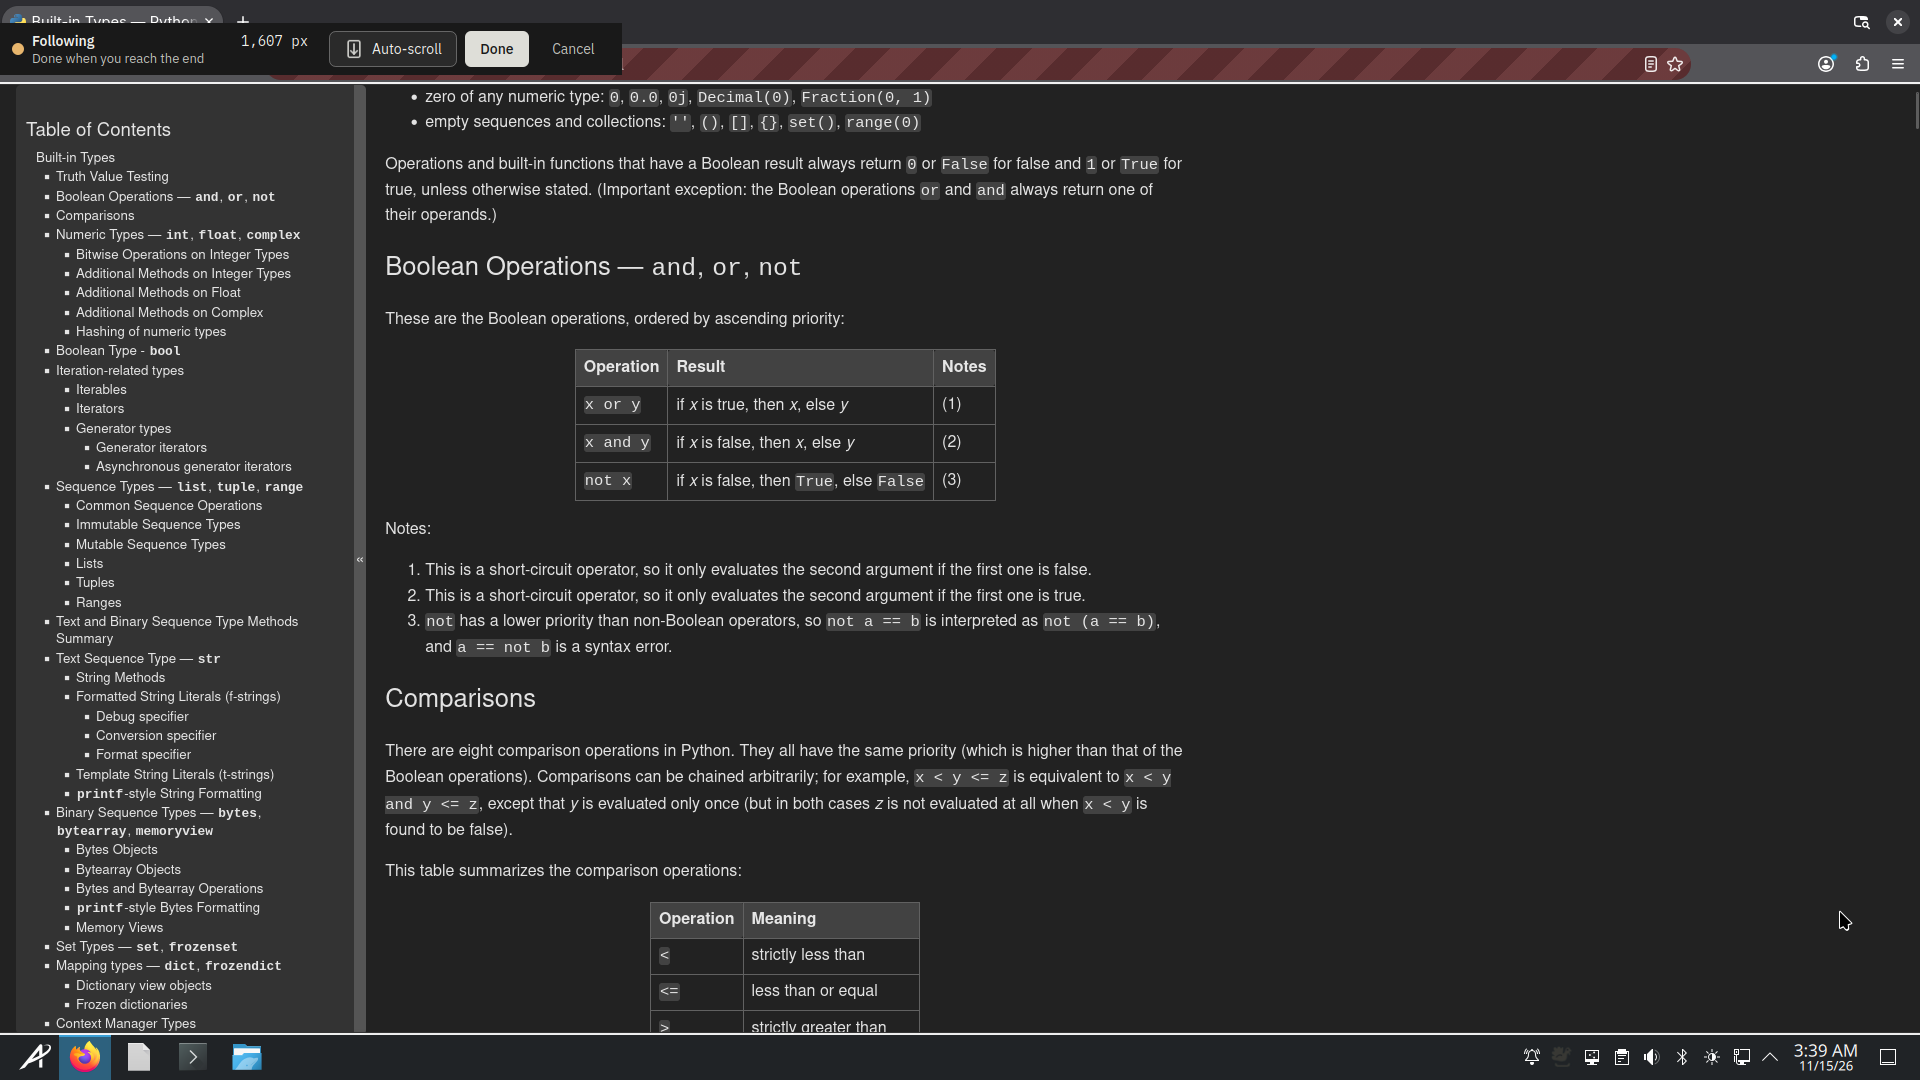 Built-in Types — Python
Following
Done when you reach the end
1,607 px
Auto-scroll
Done
Cancel
Table of Contents
Built-in Types
Truth Value Testing
Boolean Operations — and, or, not
Comparisons
Numeric Types — int, float, complex
Bitwise Operations on Integer Types
Additional Methods on Integer Types
Additional Methods on Float
Additional Methods on Complex
Hashing of numeric types
Boolean Type - bool
Iteration-related types
Iterables
Iterators
Generator types
Generator iterators
Asynchronous generator iterators
Sequence Types — list, tuple, range
Common Sequence Operations
Immutable Sequence Types
Mutable Sequence Types
Lists
Tuples
Ranges
Text and Binary Sequence Type Methods
Summary
Text Sequence Type — str
String Methods
Formatted String Literals (f-strings)
Debug specifier
Conversion specifier
Format specifier
Template String Literals (t-strings)
printf-style String Formatting
Binary Sequence Types — bytes,
bytearray, memoryview
Bytes Objects
Bytearray Objects
Bytes and Bytearray Operations
printf-style Bytes Formatting
Memory Views
Set Types — set, frozenset
Mapping types — dict, frozendict
Dictionary view objects
Frozen dictionaries
Context Manager Types
«
• zero of any numeric type: 0, 0.0, 0j, Decimal(0), Fraction(0, 1)
• empty sequences and collections: '', (), [], {}, set(), range(0)
Operations and built-in functions that have a Boolean result always return 0 or False for false and 1 or True for
true, unless otherwise stated. (Important exception: the Boolean operations or and and always return one of
their operands.)
Boolean Operations — and, or, not
These are the Boolean operations, ordered by ascending priority:
Operation Result Notes
x or y if x is true, then x, else y (1)
x and y if x is false, then x, else y (2)
not x if x is false, then True, else False (3)
Notes:
1. This is a short-circuit operator, so it only evaluates the second argument if the first one is false.
2. This is a short-circuit operator, so it only evaluates the second argument if the first one is true.
3. not has a lower priority than non-Boolean operators, so not a == b is interpreted as not (a == b),
and a == not b is a syntax error.
Comparisons
There are eight comparison operations in Python. They all have the same priority (which is higher than that of the
Boolean operations). Comparisons can be chained arbitrarily; for example, x < y <= z is equivalent to x < y
and y <= z, except that y is evaluated only once (but in both cases z is not evaluated at all when x < y is
found to be false).
This table summarizes the comparison operations:
Operation Meaning
< strictly less than
<= less than or equal
> strictly greater than
3:39 AM
11/15/26